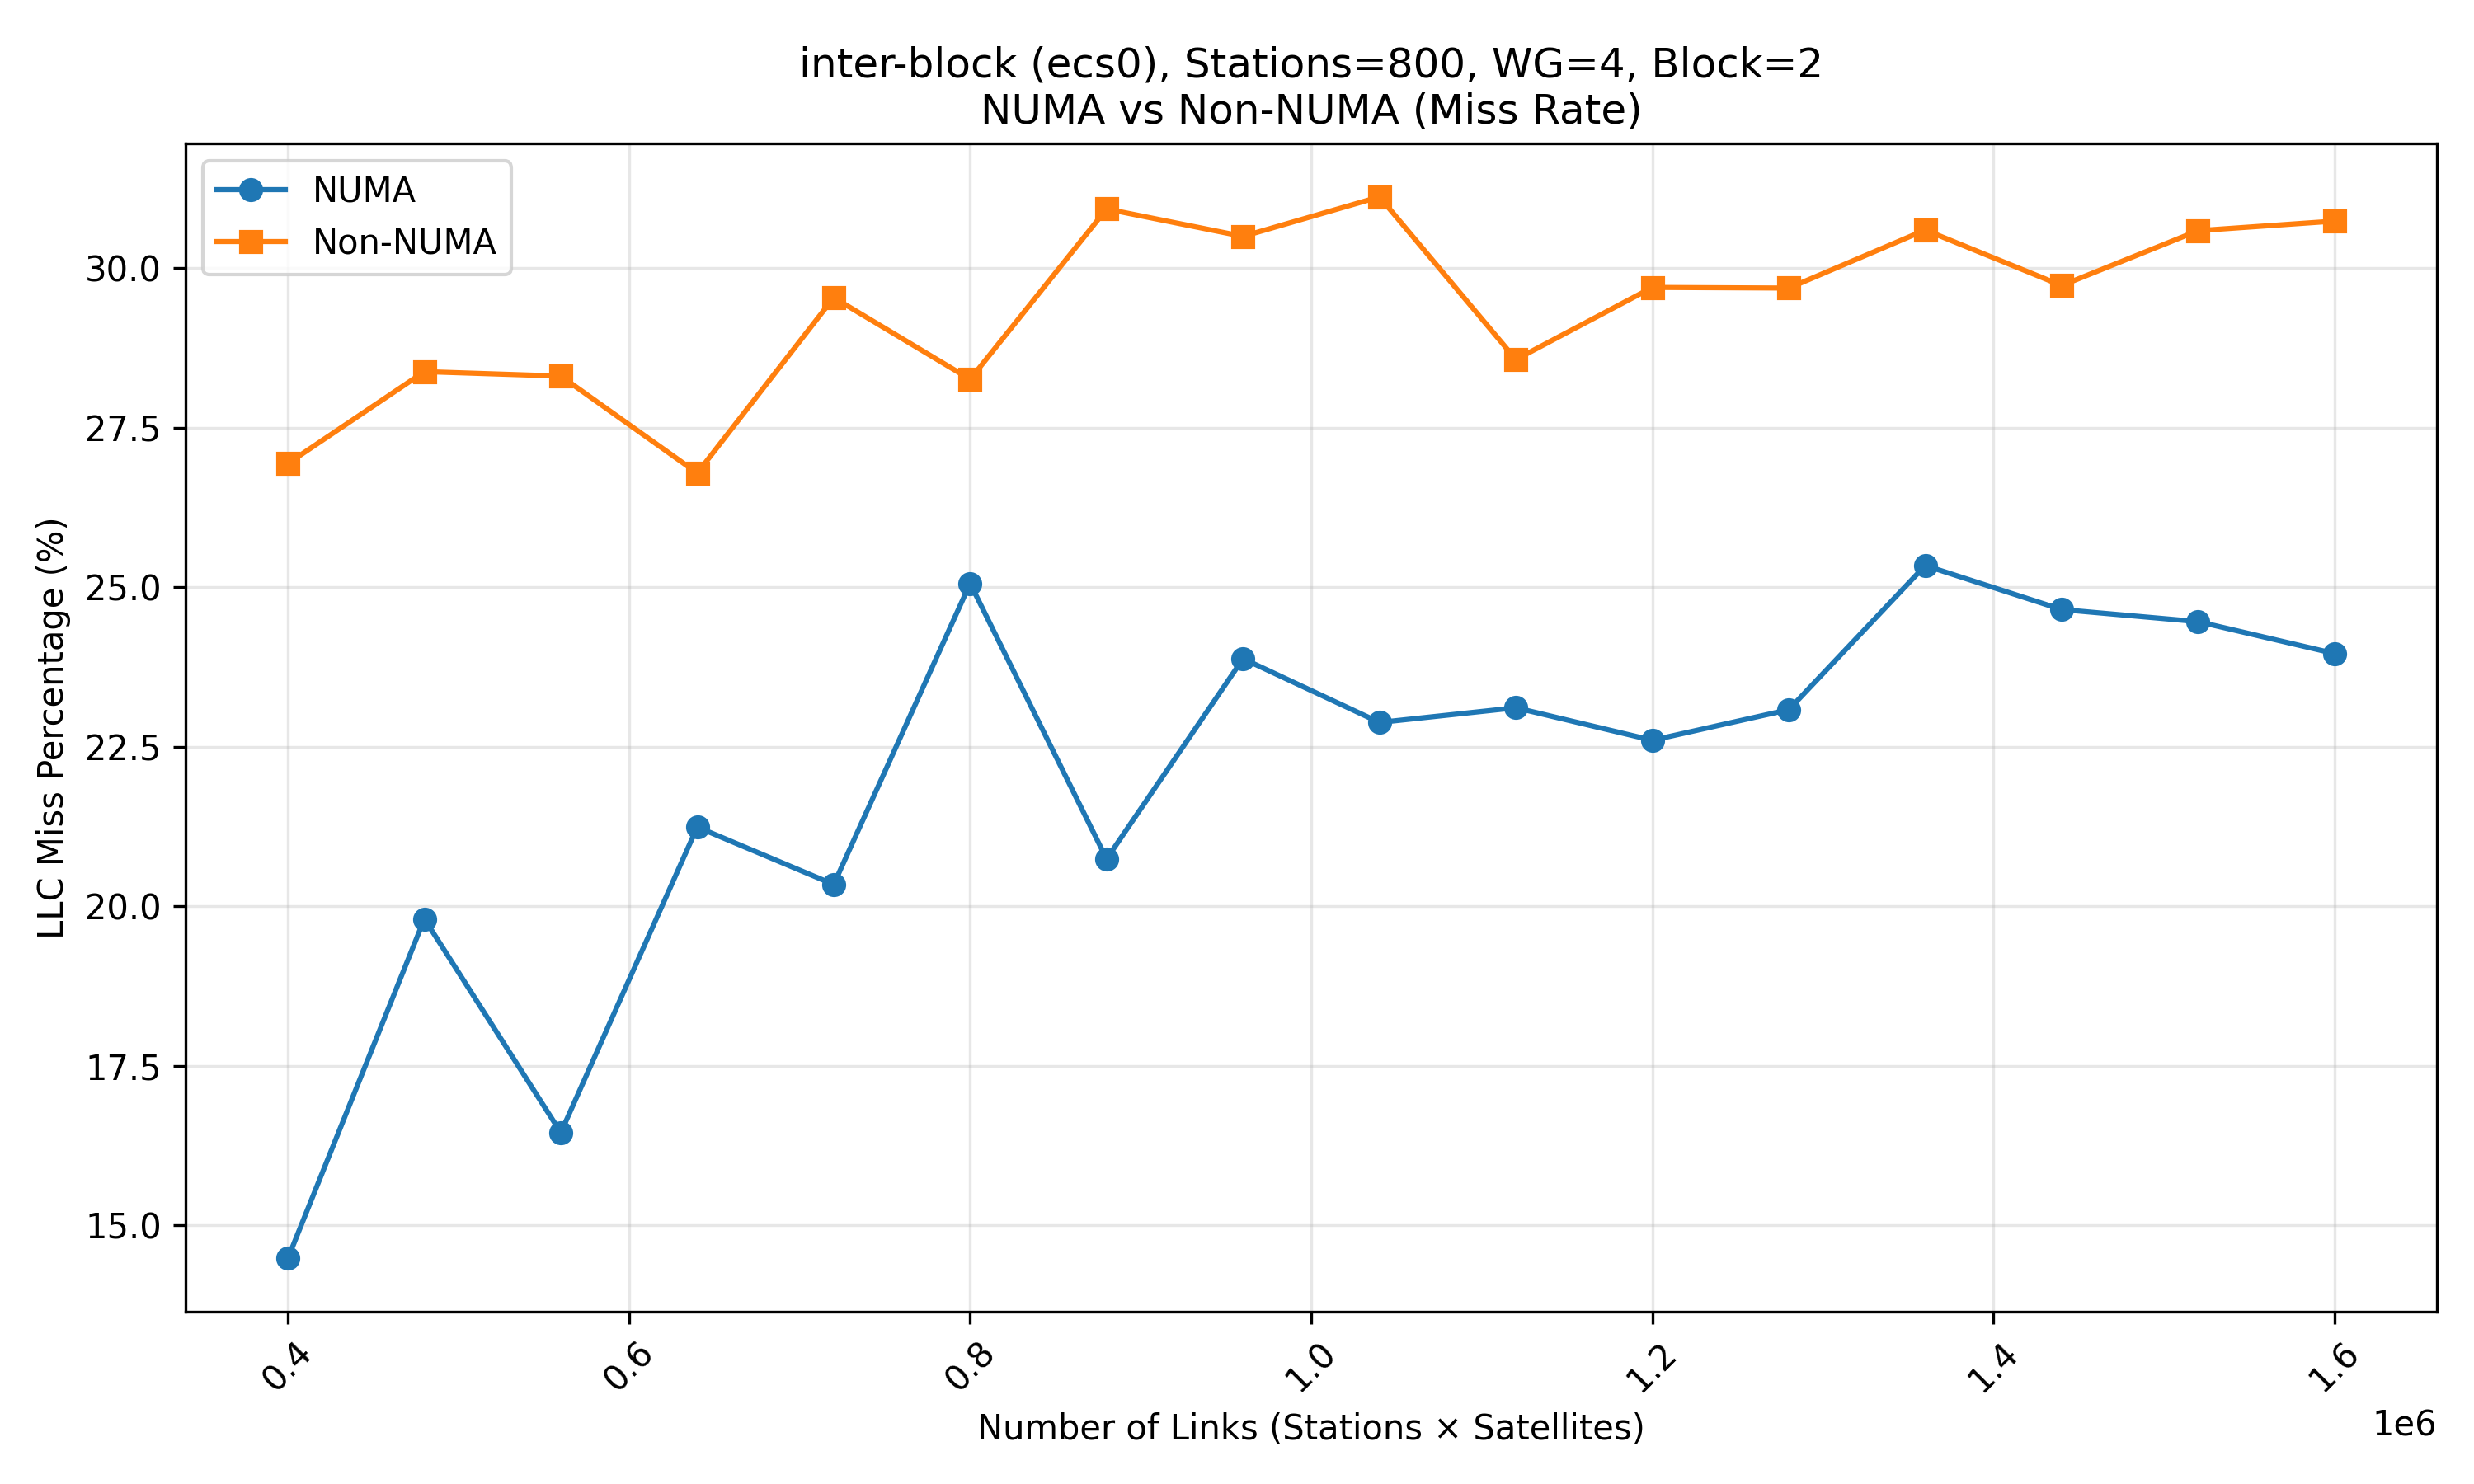 inter-block (ecs0), Stations=800, WG=4, Block=2
NUMA vs Non-NUMA (Miss Rate)
NUMA
Non-NUMA
LLC Miss Percentage (%)
30.0
27.5
25.0
22.5
20.0
17.5
15.0
0.4
0.6
0.8
1.0
1.2
1.4
1.6
Number of Links (Stations × Satellites)
1e6